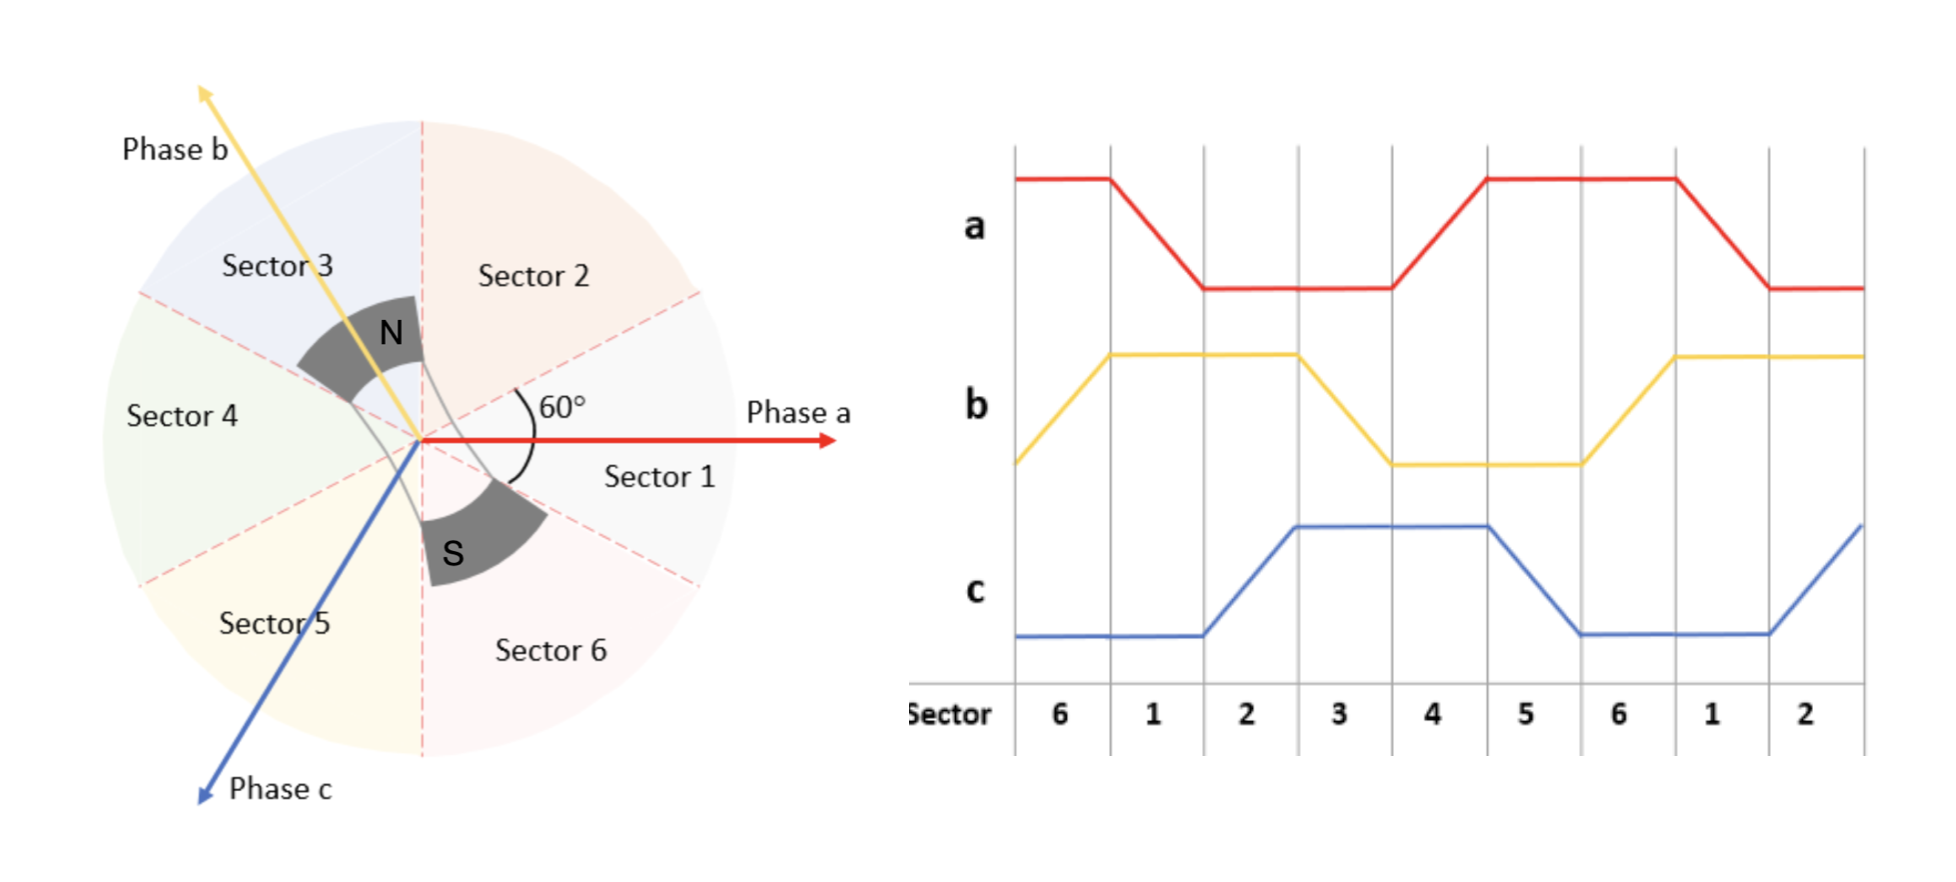 Phase b
Sector 3
Sector 2
N
Sector 4
60°
Phase a
Sector 1
S
Sector 5
Sector 6
Phase c
a
b
c
Sector 6 1 2 3 4 5 6 1 2